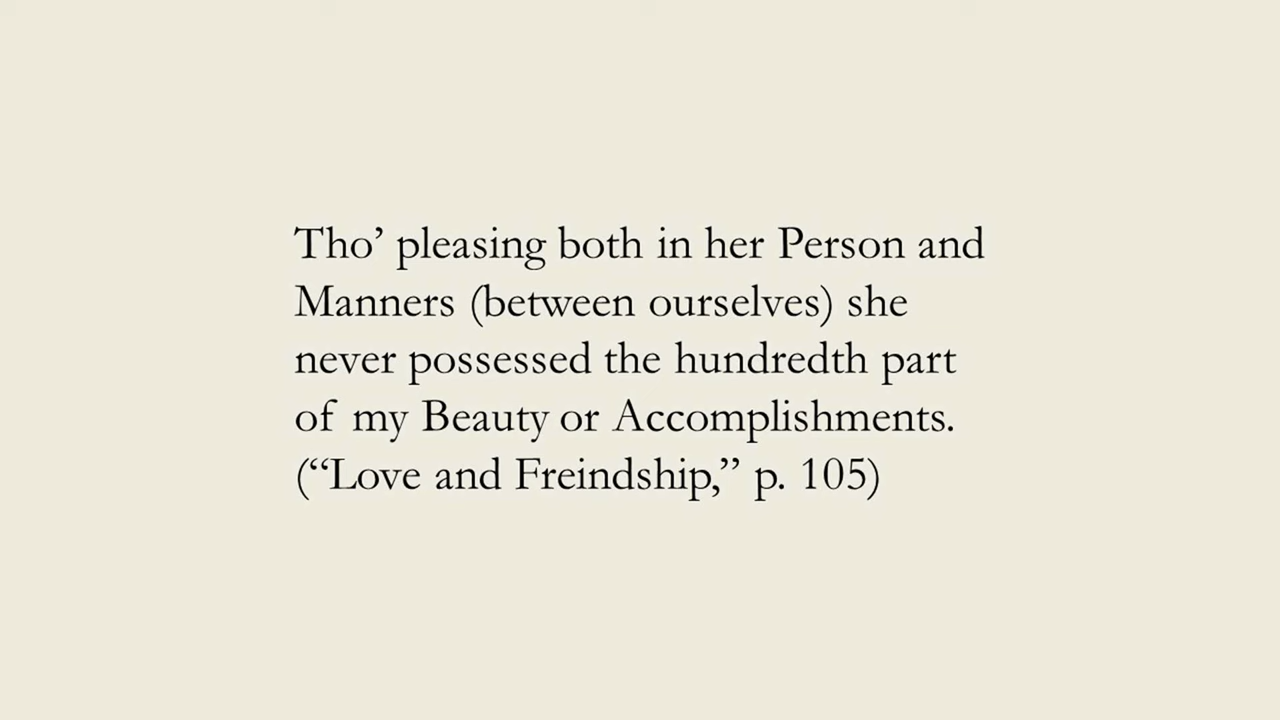 Tho’ pleasing both in her Person and
Manners (between ourselves) she
never possessed the hundredth part
of my Beauty or Accomplishments.
(“Love and Freindship,” p. 105)